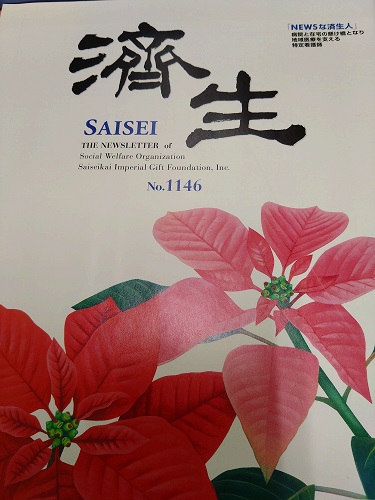 濟生
「NEWSな済生人」
病院と在宅の懸け橋となり
地域医療を支える
特定看護師
SAISEI
THE NEWSLETTER of
Social Welfare Organization
Saiseikai Imperial Gift Foundation, Inc.
No.1146